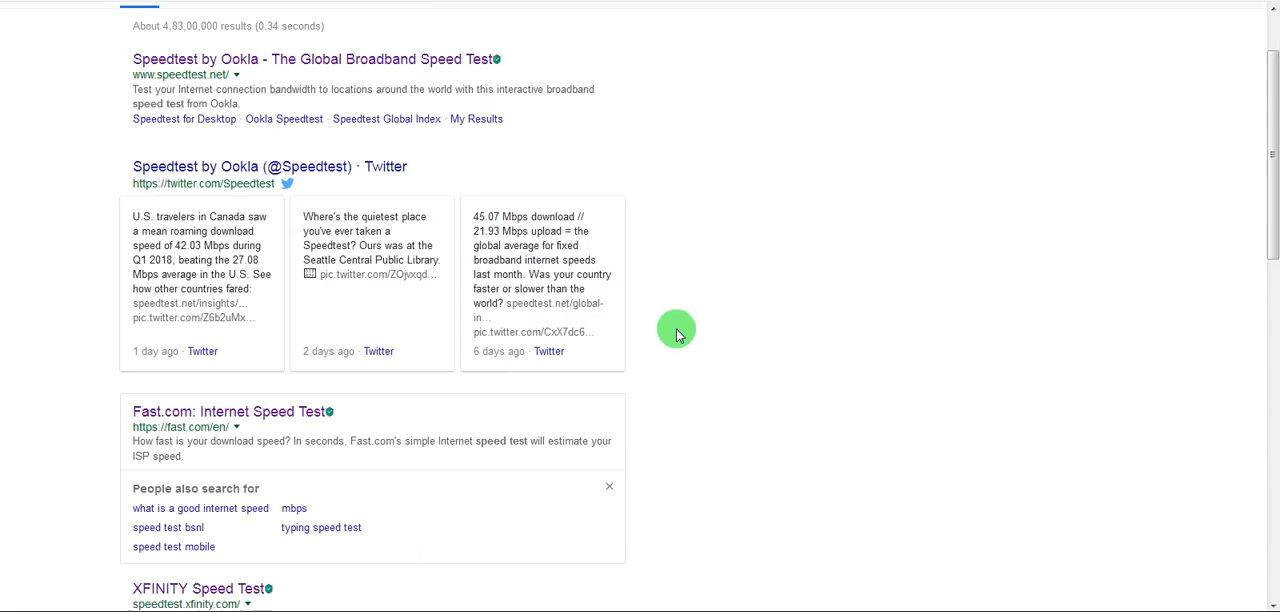 About 4,83,00,000 results (0.34 seconds)
Speedtest by Ookla - The Global Broadband Speed Test
www.speedtest.net/
Test your Internet connection bandwidth to locations around the world with this interactive broadband
speed test from Ookla.
Speedtest for Desktop · Ookla Speedtest · Speedtest Global Index · My Results
Speedtest by Ookla (@Speedtest) · Twitter
https://twitter.com/Speedtest
U.S. travelers in Canada saw
a mean roaming download
speed of 42.03 Mbps during
Q1 2018, beating the 27.08
Mbps average in the U.S. See
how other countries fared:
speedtest.net/insights/...
pic.twitter.com/Z6b2uMx...
1 day ago · Twitter
Where's the quietest place
you've ever taken a
Speedtest? Ours was at the
Seattle Central Public Library.
pic.twitter.com/ZOjvxqd...
2 days ago · Twitter
45.07 Mbps download //
21.93 Mbps upload = the
global average for fixed
broadband internet speeds
last month. Was your country
faster or slower than the
world? speedtest.net/global-
in...
pic.twitter.com/CxX7dc6...
6 days ago · Twitter
Fast.com: Internet Speed Test
https://fast.com/en/
How fast is your download speed? In seconds, Fast.com's simple Internet speed test will estimate your
ISP speed.
People also search for
what is a good internet speed mbps
speed test bsnl typing speed test
speed test mobile
XFINITY Speed Test
speedtest.xfinity.com/